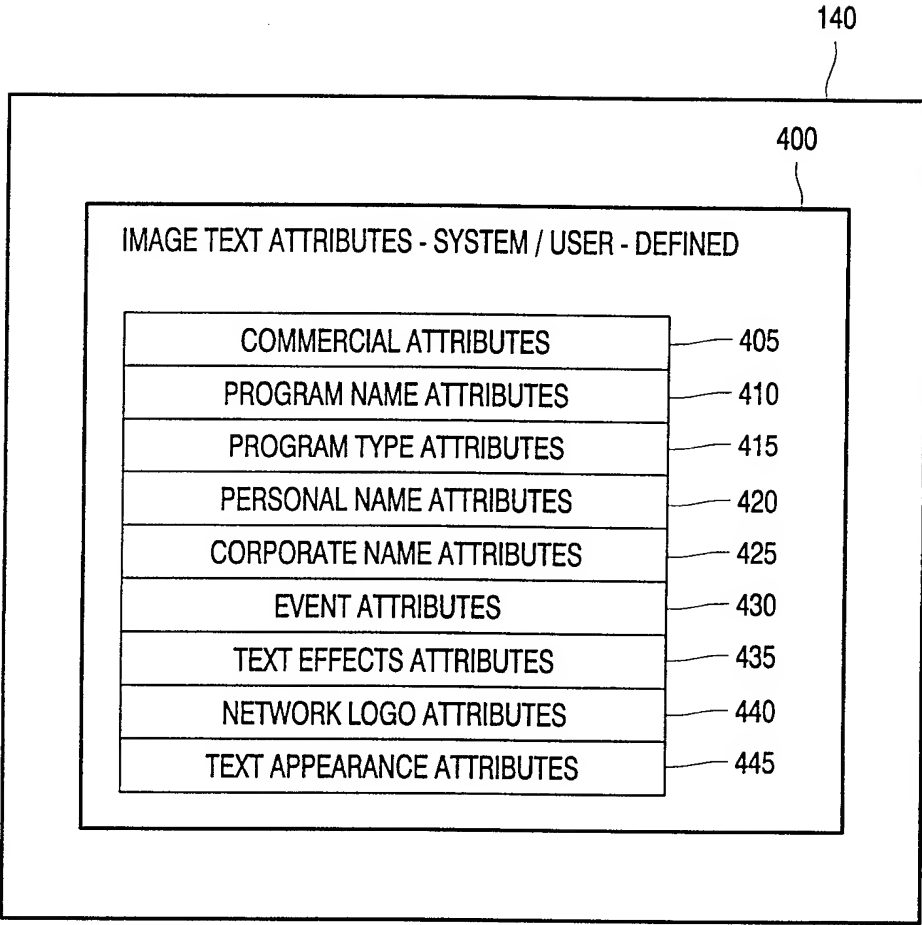 140
400
IMAGE TEXT ATTRIBUTES - SYSTEM / USER - DEFINED
COMMERCIAL ATTRIBUTES 405
PROGRAM NAME ATTRIBUTES 410
PROGRAM TYPE ATTRIBUTES 415
PERSONAL NAME ATTRIBUTES 420
CORPORATE NAME ATTRIBUTES 425
EVENT ATTRIBUTES 430
TEXT EFFECTS ATTRIBUTES 435
NETWORK LOGO ATTRIBUTES 440
TEXT APPEARANCE ATTRIBUTES 445